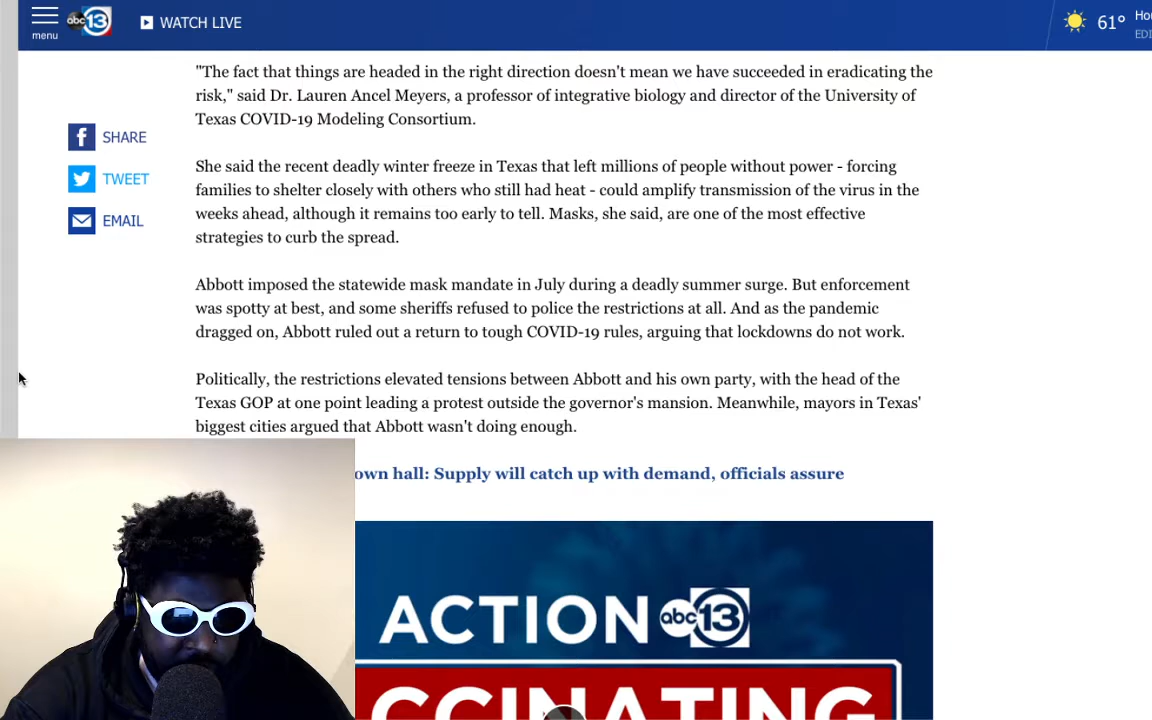 menu
abc 13
WATCH LIVE
61°
"The fact that things are headed in the right direction doesn't mean we have succeeded in eradicating the
risk," said Dr. Lauren Ancel Meyers, a professor of integrative biology and director of the University of
Texas COVID-19 Modeling Consortium.
SHARE
TWEET
EMAIL
She said the recent deadly winter freeze in Texas that left millions of people without power - forcing
families to shelter closely with others who still had heat - could amplify transmission of the virus in the
weeks ahead, although it remains too early to tell. Masks, she said, are one of the most effective
strategies to curb the spread.
Abbott imposed the statewide mask mandate in July during a deadly summer surge. But enforcement
was spotty at best, and some sheriffs refused to police the restrictions at all. And as the pandemic
dragged on, Abbott ruled out a return to tough COVID-19 rules, arguing that lockdowns do not work.
Politically, the restrictions elevated tensions between Abbott and his own party, with the head of the
Texas GOP at one point leading a protest outside the governor's mansion. Meanwhile, mayors in Texas'
biggest cities argued that Abbott wasn't doing enough.
own hall: Supply will catch up with demand, officials assure
ACTION abc 13
CCINATING